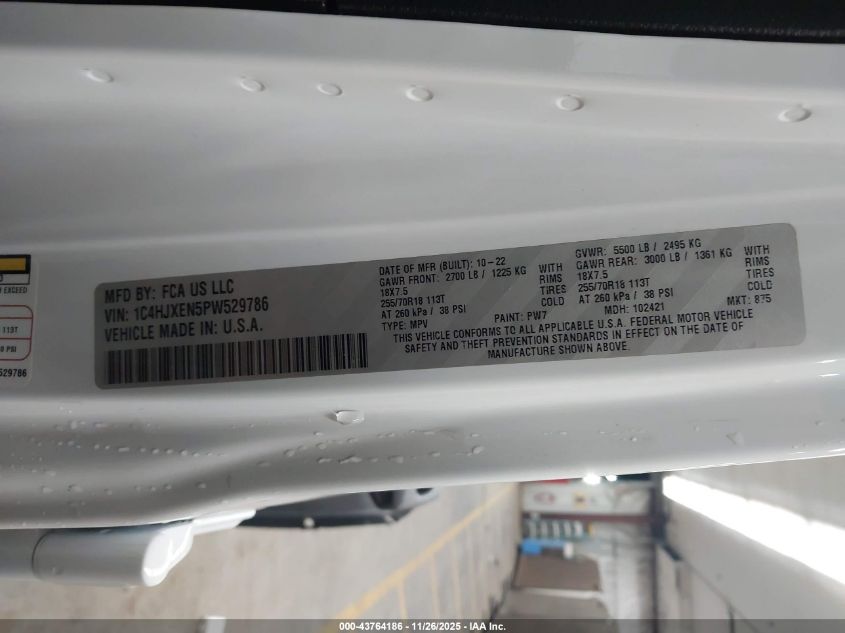 EXCEED
113T
0 PSI
529786
MFD BY: FCA US LLC
VIN: 1C4HJXEN5PW529786
VEHICLE MADE IN U.S.A.
DATE OF MFR (BUILT): 10-22
GAWR FRONT: 2700 LB / 1225 KG WITH
18X7.5 RIMS
255/70R18 113T TIRES
AT 260 kPa / 38 PSI COLD
TYPE: MPV PAINT: PW7
GVWR: 5500 LB / 2495 KG
GAWR REAR: 3000 LB / 1361 KG WITH
18X7.5 RIMS
255/70R18 113T TIRES
AT 260 kPa / 38 PSI COLD
MDH: 102421 MKT: 875
THIS VEHICLE CONFORMS TO ALL APPLICABLE U.S.A. FEDERAL MOTOR VEHICLE
SAFETY AND THEFT PREVENTION STANDARDS IN EFFECT ON THE DATE OF
MANUFACTURE SHOWN ABOVE.
000-43764186 - 11/26/2025 - COPART, INC.